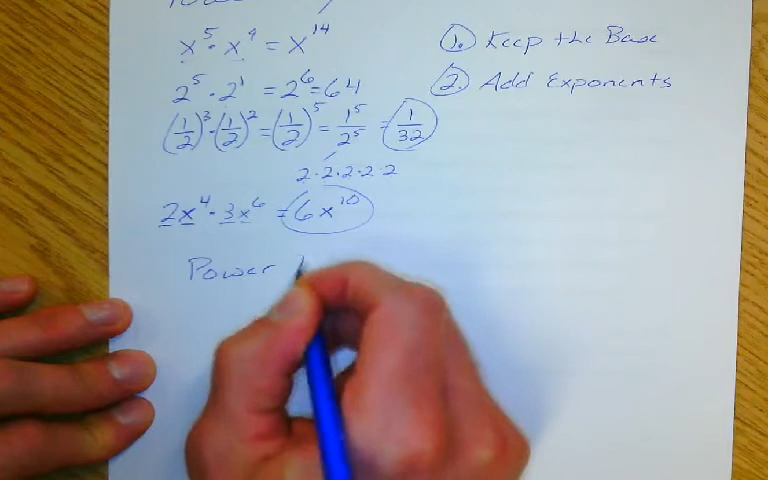 x⁵ · x⁹ = x¹⁴
① Keep the Base
2⁵ · 2¹ = 2⁶ = 64
② Add Exponents
(1/2)³ · (1/2)² = (1/2)⁵ = 1⁵/2⁵ = 1/32
2·2·2·2·2
2x⁴ · 3x⁶ = 6x¹⁰
Power